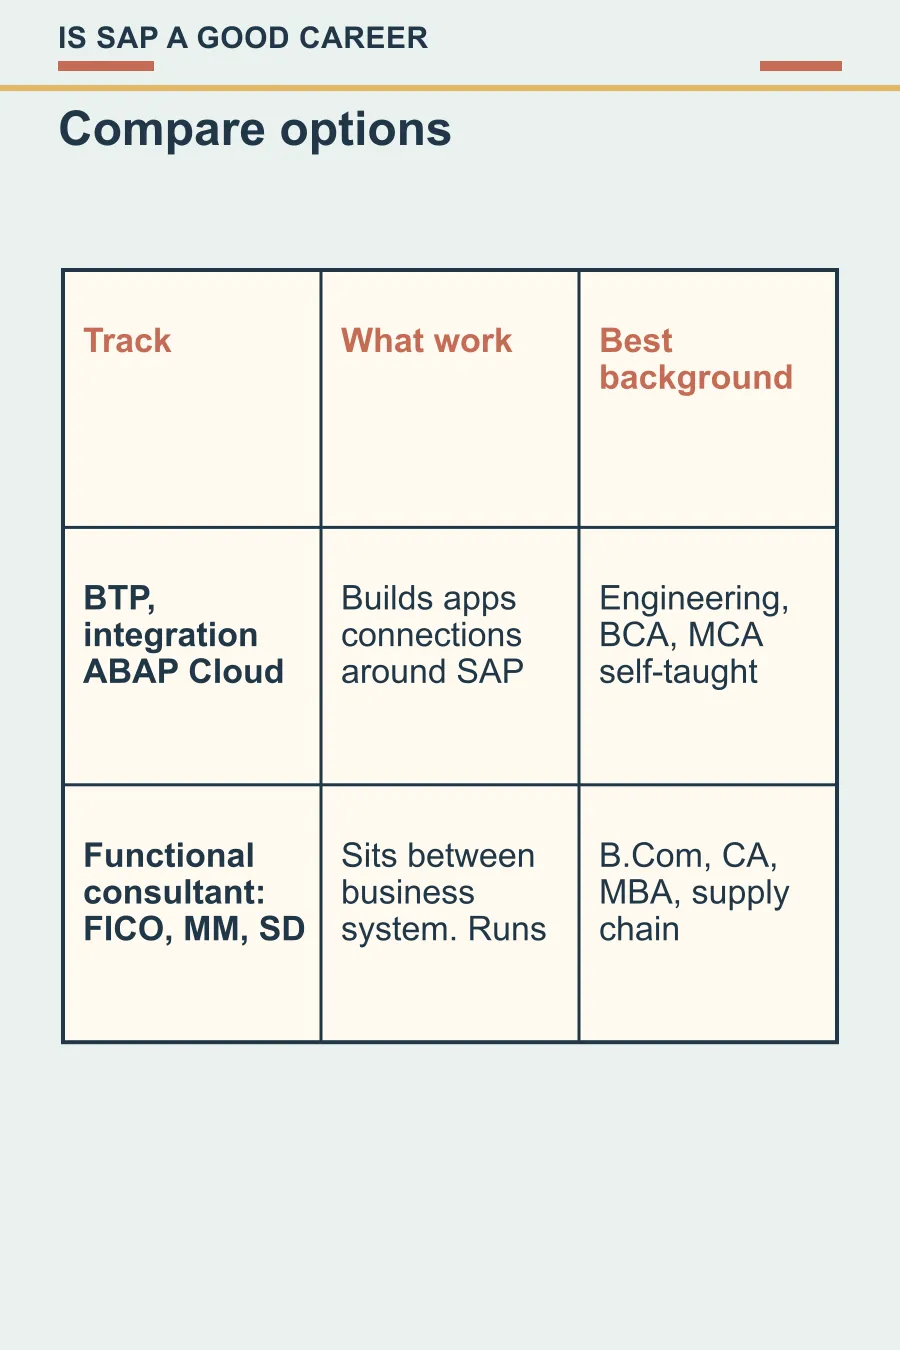 IS SAP A GOOD CAREER
Compare options
Track
What work
Best
background
BTP,
integration
ABAP Cloud
Builds apps
connections
around SAP
Engineering,
BCA, MCA
self-taught
Functional
consultant:
FICO, MM, SD
Sits between
business
system. Runs
B.Com, CA,
MBA, supply
chain